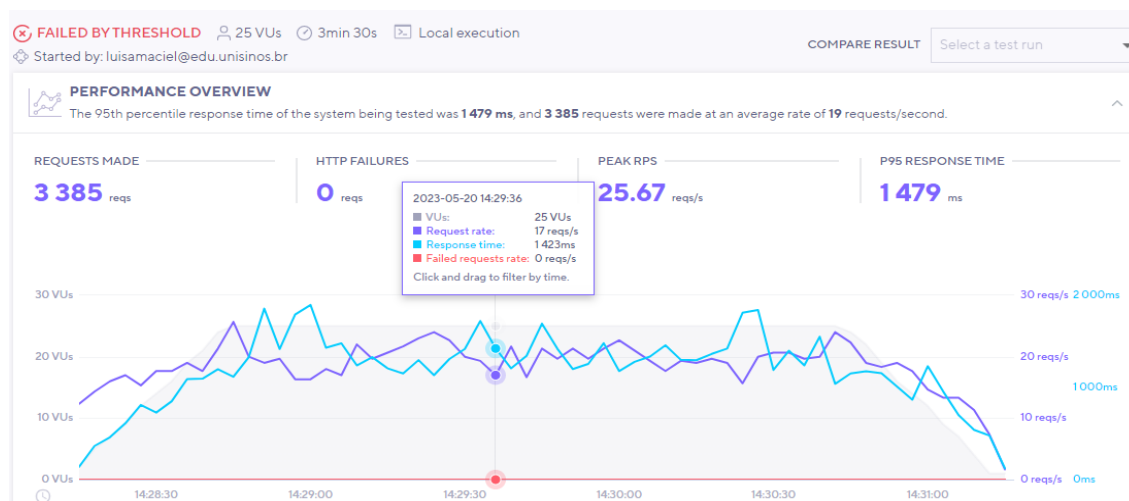 FAILED BY THRESHOLD 25 VUs 3min 30s Local execution
Started by: luisamaciel@edu.unisinos.br
COMPARE RESULT Select a test run
PERFORMANCE OVERVIEW
The 95th percentile response time of the system being tested was 1 479 ms, and 3 385 requests were made at an average rate of 19 requests/second.
REQUESTS MADE HTTP FAILURES PEAK RPS P95 RESPONSE TIME
3 385 reqs 0 reqs 25.67 reqs/s 1 479 ms
2023-05-20 14:29:36
VUs: 25 VUs
Request rate: 17 reqs/s
Response time: 1 423ms
Failed requests rate: 0 reqs/s
Click and drag to filter by time.
30 VUs 30 reqs/s 2 000ms
20 VUs 20 reqs/s
1 000ms
10 VUs 10 reqs/s
0 VUs 0 reqs/s 0ms
14:28:30 14:29:00 14:29:30 14:30:00 14:30:30 14:31:00